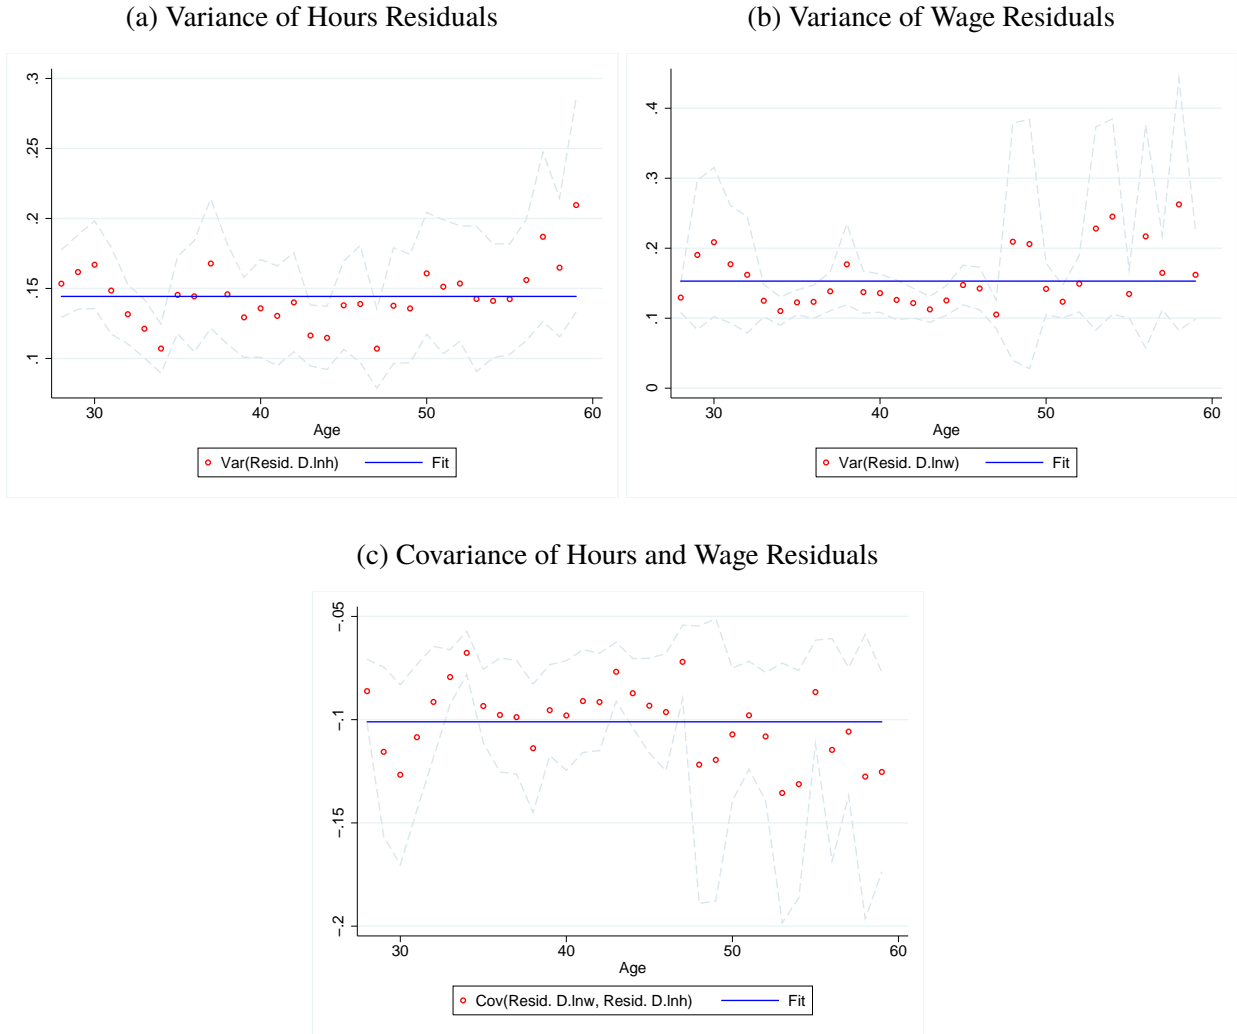 (a) Variance of Hours Residuals
.3
.25
.2
.15
.1
30 40 50 60
Age
Var(Resid. D.lnh) Fit
(b) Variance of Wage Residuals
.4
.3
.2
.1
0
30 40 50 60
Age
Var(Resid. D.lnw) Fit
(c) Covariance of Hours and Wage Residuals
-.05
-.1
-.15
-.2
30 40 50 60
Age
Cov(Resid. D.lnw, Resid. D.lnh) Fit